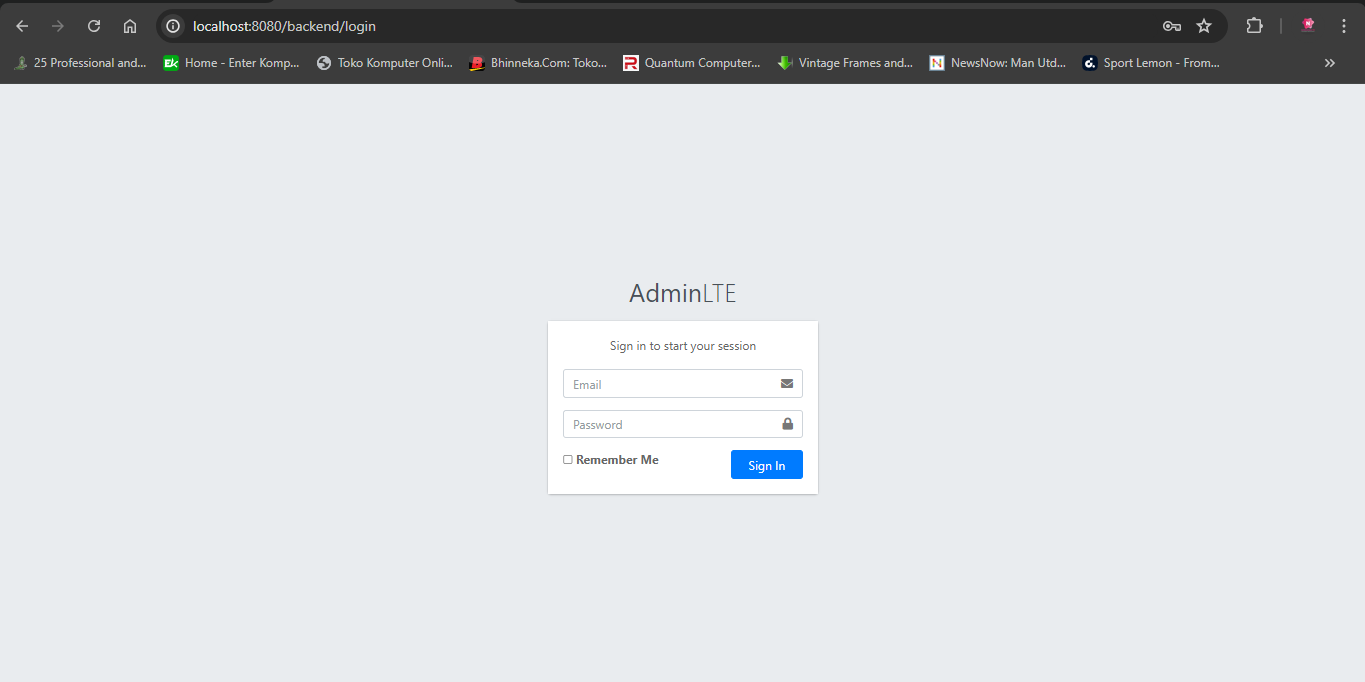 localhost:8080/backend/login
25 Professional and...
Home - Enter Komp...
Toko Komputer Onli...
Bhinneka.Com: Toko...
Quantum Computer...
Vintage Frames and...
NewsNow: Man Utd...
Sport Lemon - From...
AdminLTE
Sign in to start your session
Email
Password
Remember Me
Sign In